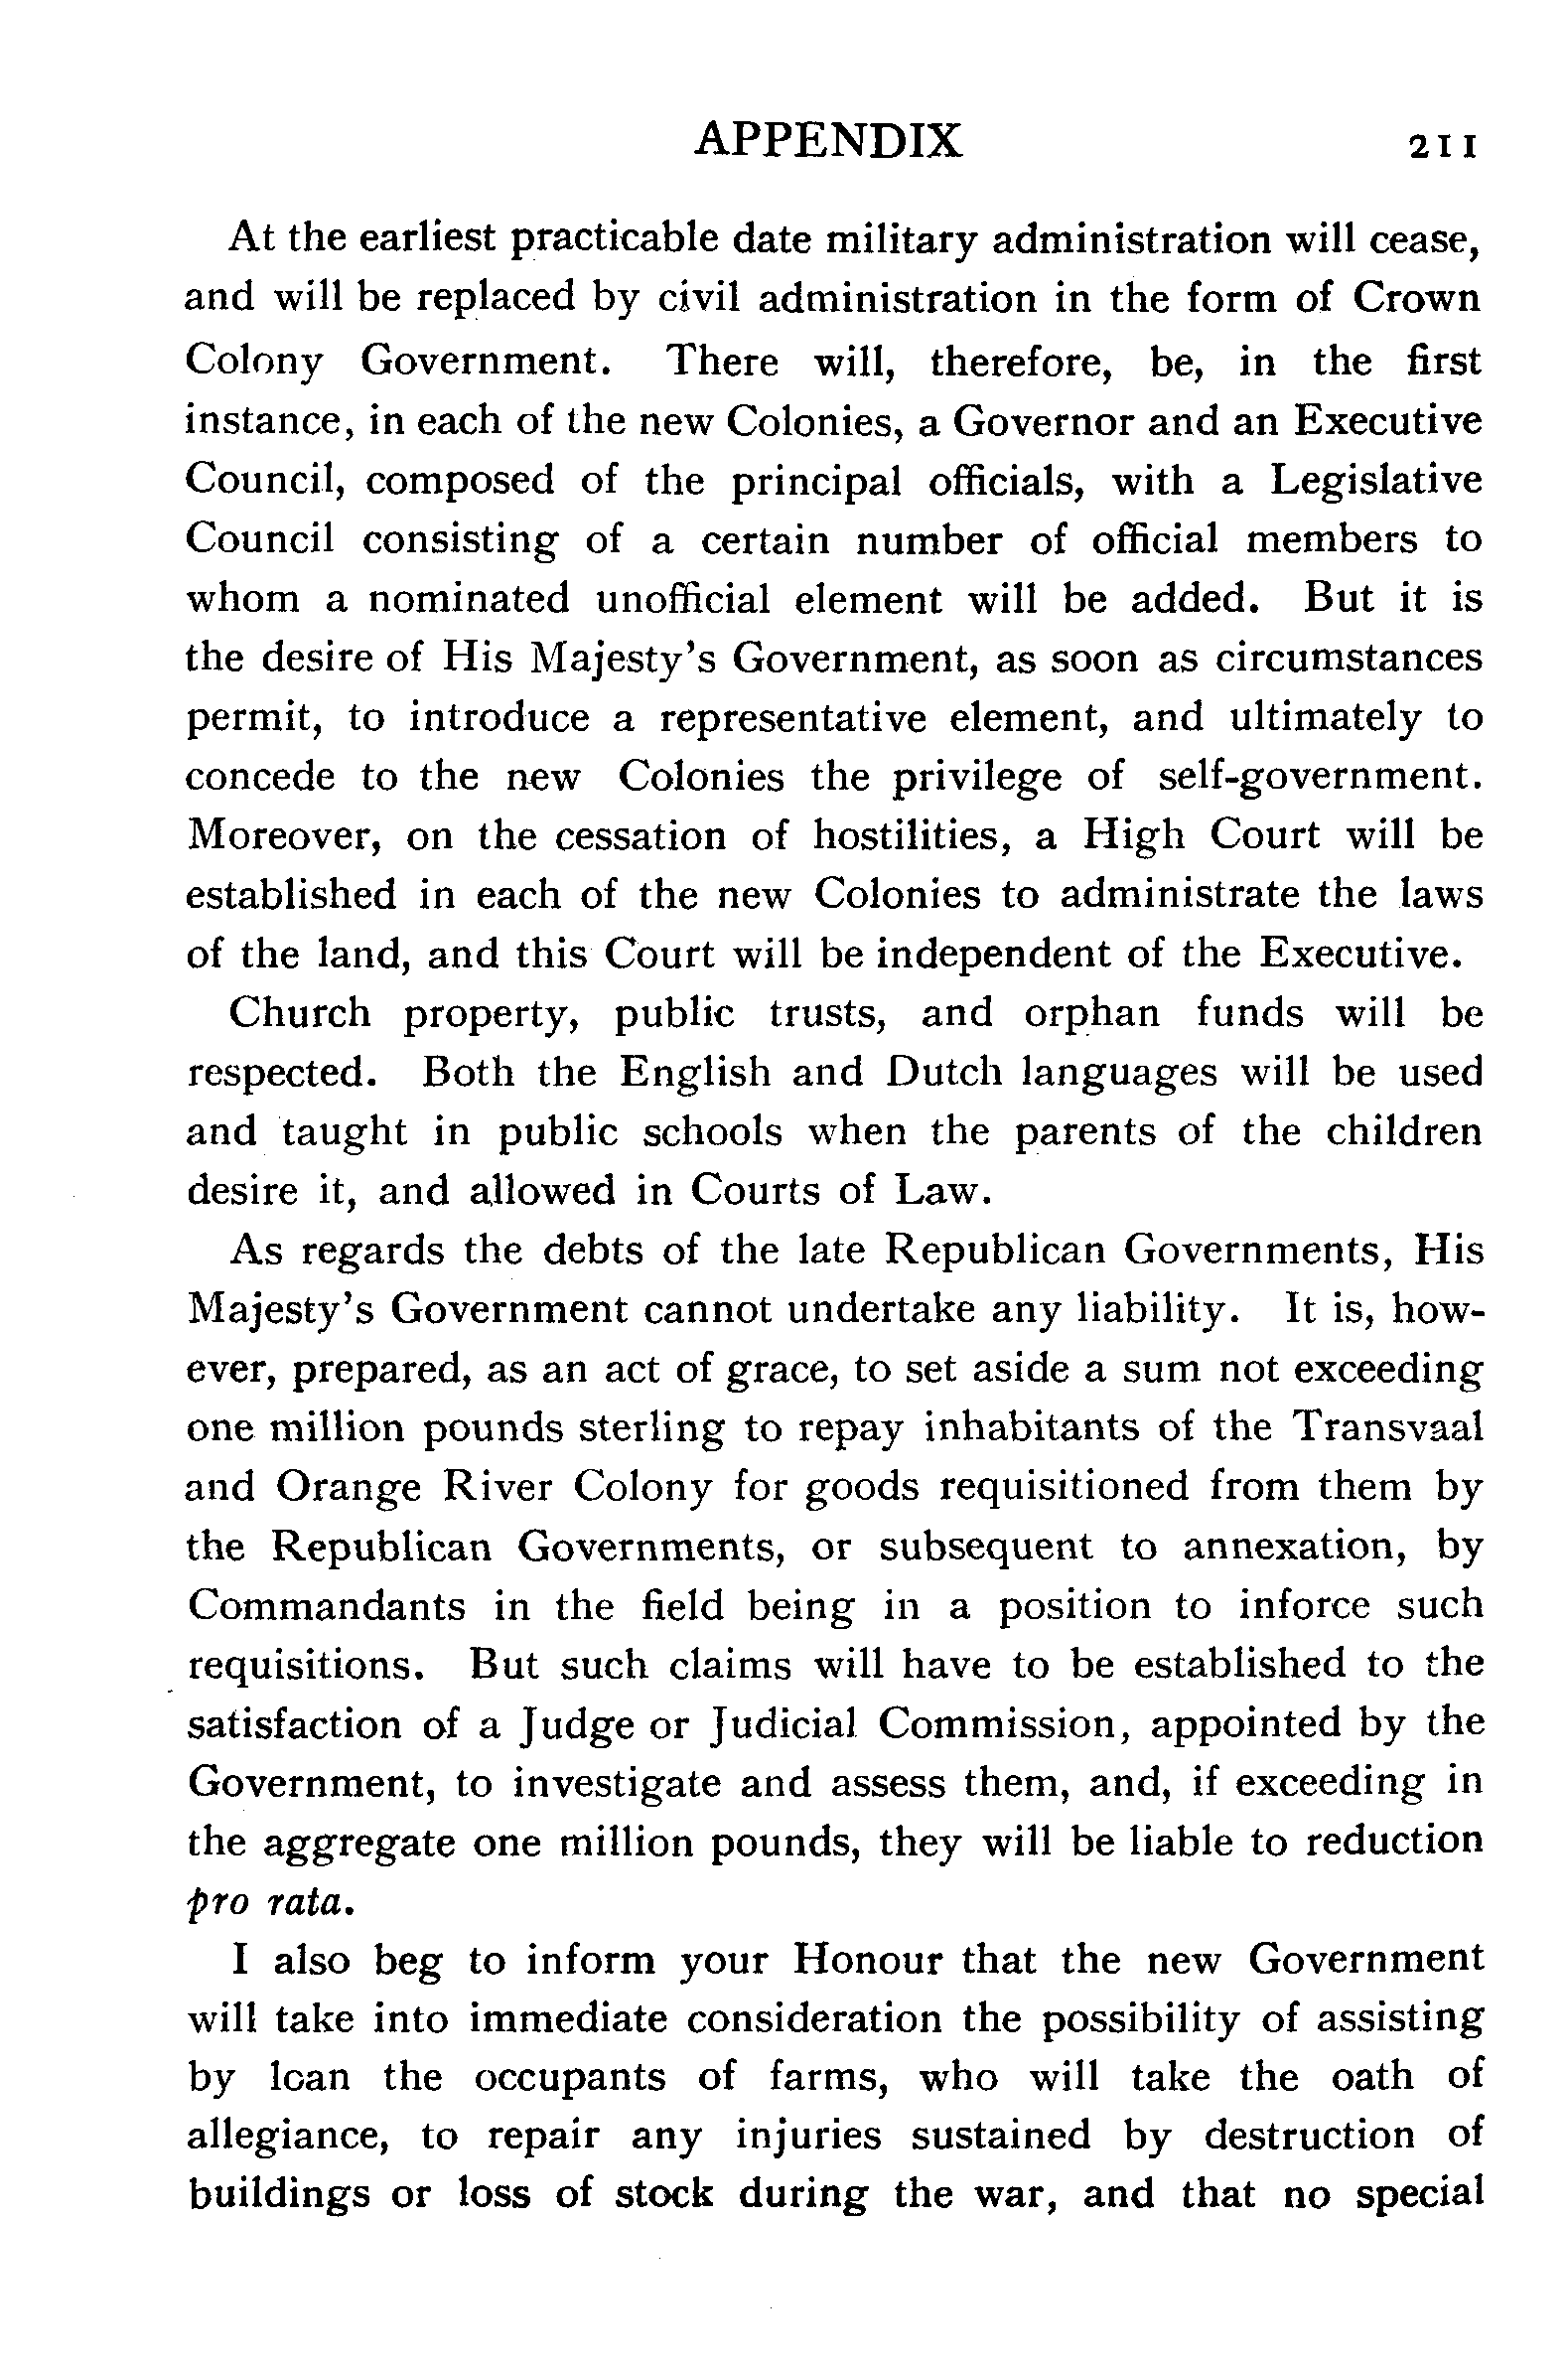 APPENDIX 211
At the earliest practicable date military administration will cease,
and will be replaced by civil administration in the form of Crown
Colony Government. There will, therefore, be, in the first
instance, in each of the new Colonies, a Governor and an Executive
Council, composed of the principal officials, with a Legislative
Council consisting of a certain number of official members to
whom a nominated unofficial element will be added. But it is
the desire of His Majesty's Government, as soon as circumstances
permit, to introduce a representative element, and ultimately to
concede to the new Colonies the privilege of self-government.
Moreover, on the cessation of hostilities, a High Court will be
established in each of the new Colonies to administrate the laws
of the land, and this Court will be independent of the Executive.
Church property, public trusts, and orphan funds will be
respected. Both the English and Dutch languages will be used
and taught in public schools when the parents of the children
desire it, and allowed in Courts of Law.
As regards the debts of the late Republican Governments, His
Majesty's Government cannot undertake any liability. It is, how-
ever, prepared, as an act of grace, to set aside a sum not exceeding
one million pounds sterling to repay inhabitants of the Transvaal
and Orange River Colony for goods requisitioned from them by
the Republican Governments, or subsequent to annexation, by
Commandants in the field being in a position to inforce such
requisitions. But such claims will have to be established to the
satisfaction of a Judge or Judicial Commission, appointed by the
Government, to investigate and assess them, and, if exceeding in
the aggregate one million pounds, they will be liable to reduction
pro rata.
I also beg to inform your Honour that the new Government
will take into immediate consideration the possibility of assisting
by loan the occupants of farms, who will take the oath of
allegiance, to repair any injuries sustained by destruction of
buildings or loss of stock during the war, and that no special